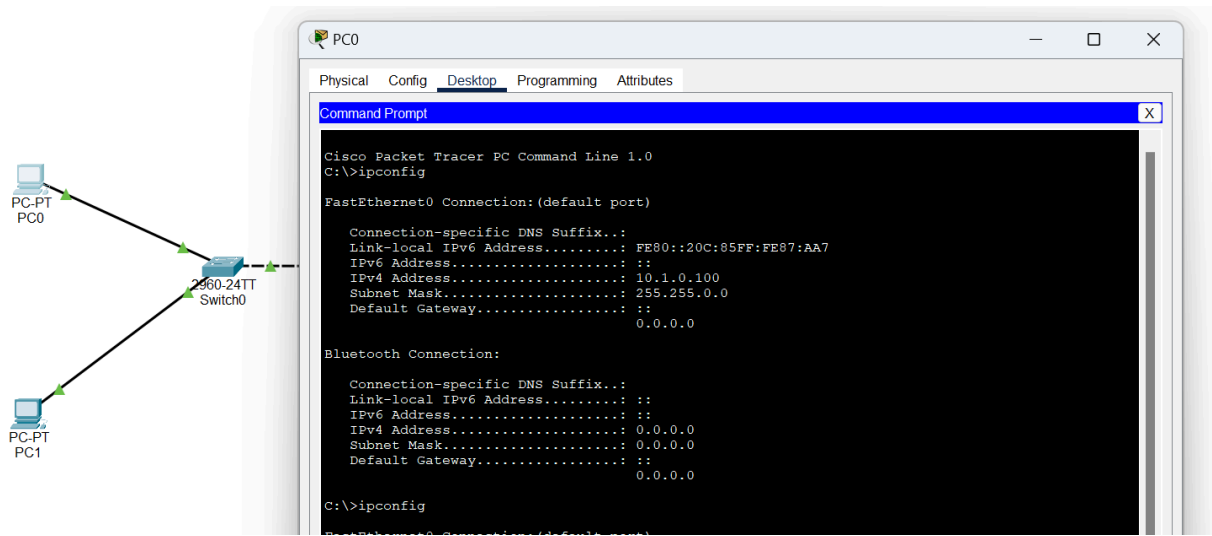 PC0
Physical Config Desktop Programming Attributes
Command Prompt
X
Cisco Packet Tracer PC Command Line 1.0
C:\>ipconfig
FastEthernet0 Connection:(default port)
Connection-specific DNS Suffix..:
Link-local IPv6 Address.........: FE80::20C:85FF:FE87:AA7
IPv6 Address....................: ::
IPv4 Address....................: 10.1.0.100
Subnet Mask.....................: 255.255.0.0
Default Gateway.................: ::
0.0.0.0
Bluetooth Connection:
Connection-specific DNS Suffix..:
Link-local IPv6 Address.........: ::
IPv6 Address....................: ::
IPv4 Address....................: 0.0.0.0
Subnet Mask.....................: 0.0.0.0
Default Gateway.................: ::
0.0.0.0
C:\>ipconfig
FastEthernet0 Connection:(default port)
PC-PT
PC0
2960-24TT
Switch0
PC-PT
PC1